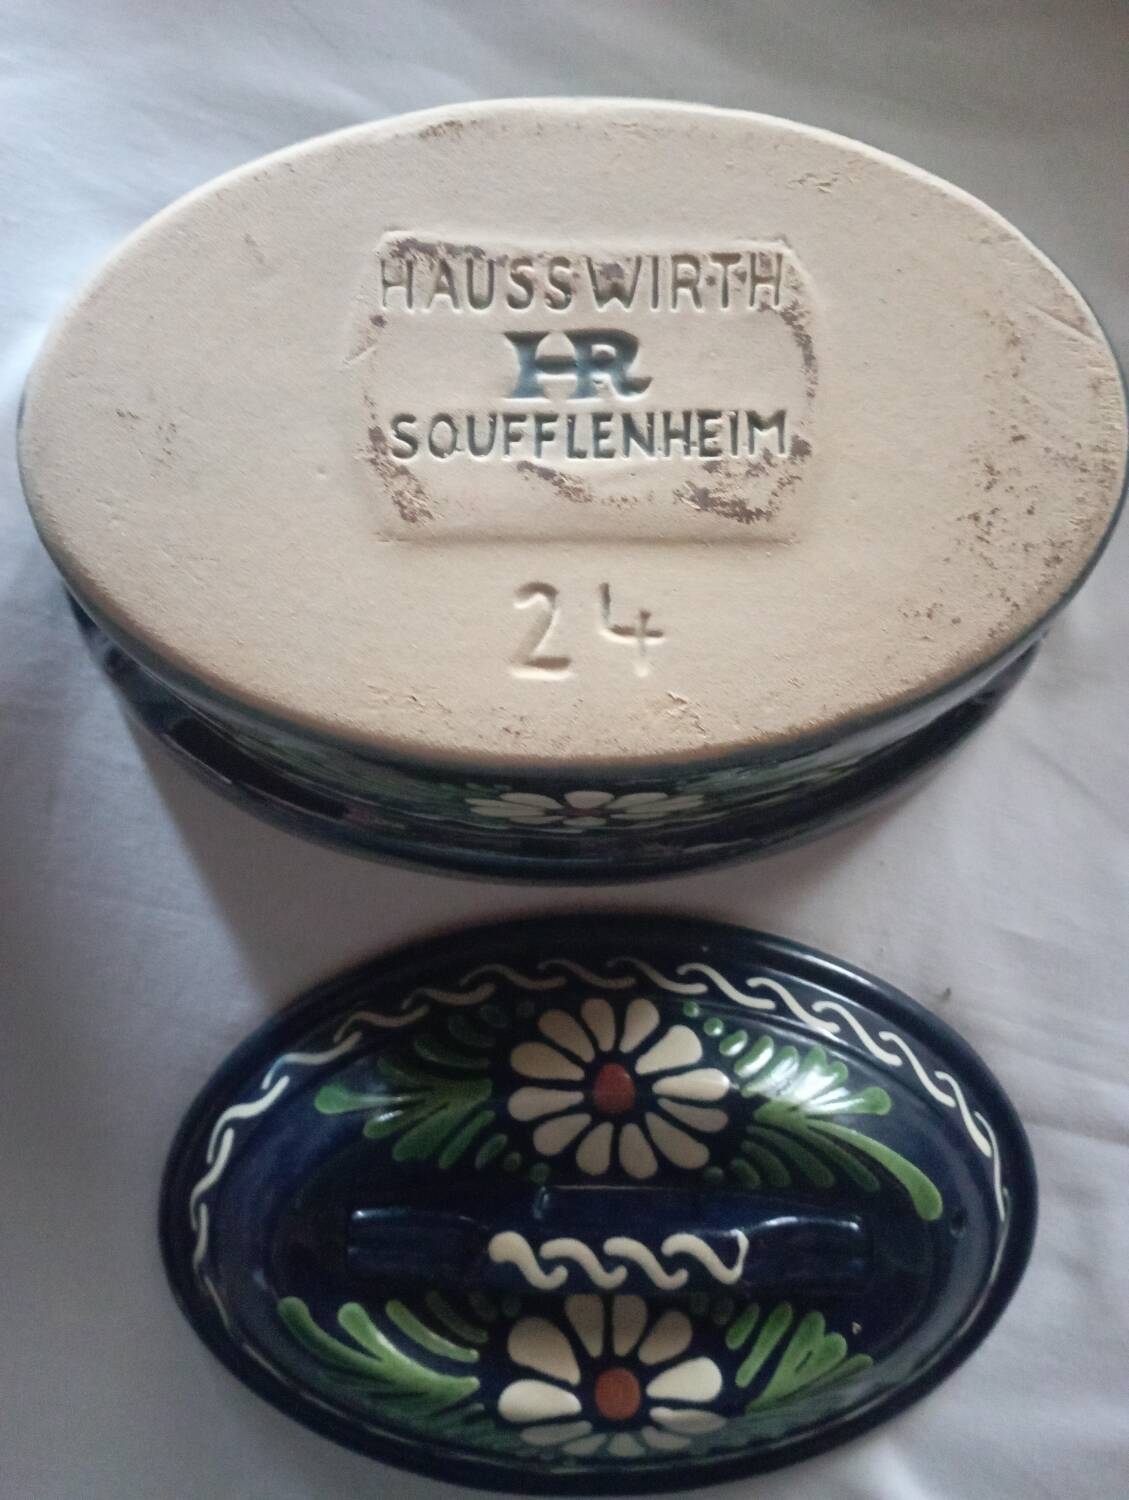 HAUSSWIRTH
HR
SOUFFLENHEIM
24